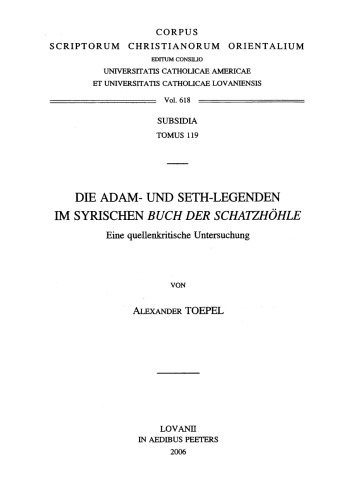 CORPUS
SCRIPTORUM CHRISTIANORUM ORIENTALIUM
EDITUM CONSILIO
UNIVERSITATIS CATHOLICAE AMERICAE
ET UNIVERSITATIS CATHOLICAE LOVANIENSIS
Vol. 618
SUBSIDIA
TOMUS 119
DIE ADAM- UND SETH-LEGENDEN
IM SYRISCHEN BUCH DER SCHATZHÖHLE
Eine quellenkritische Untersuchung
VON
ALEXANDER TOEPEL
LOVANII
IN AEDIBUS PEETERS
2006